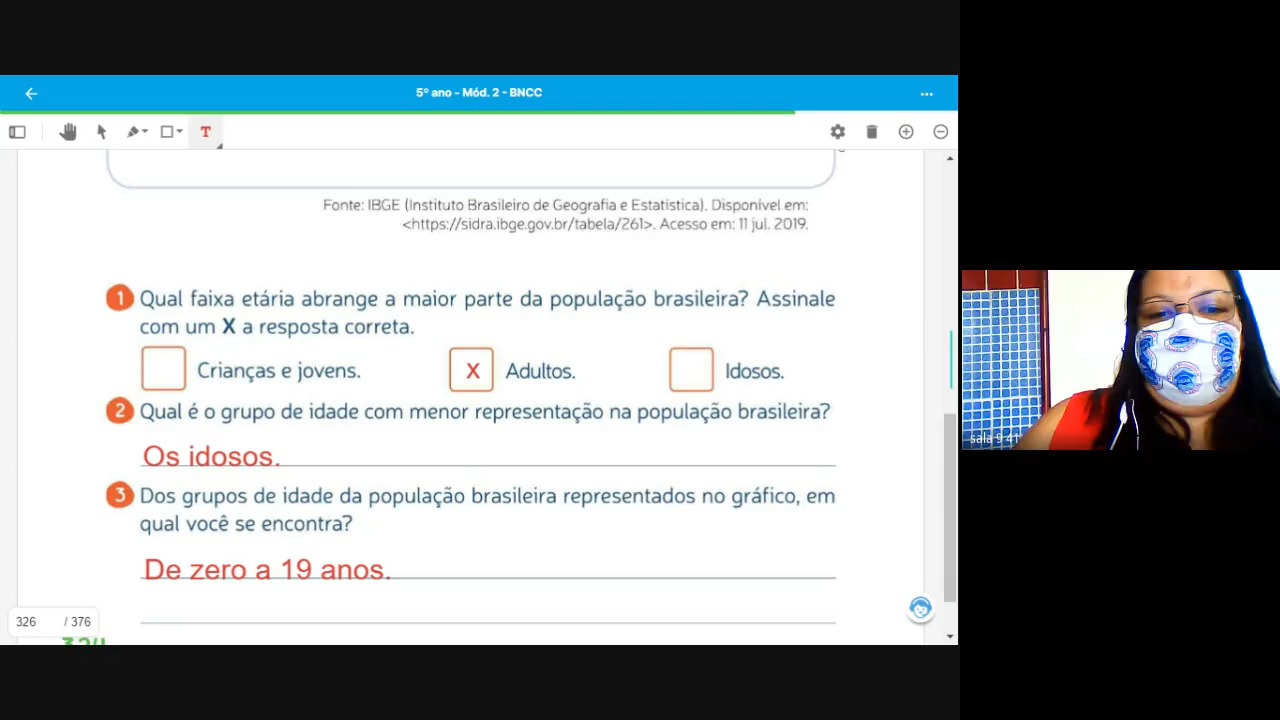 5º ano - Mód. 2 - BNCC
T
Fonte: IBGE (Instituto Brasileiro de Geografia e Estatística). Disponível em:
<https://sidra.ibge.gov.br/tabela/261>. Acesso em: 11 jul. 2019.
1 Qual faixa etária abrange a maior parte da população brasileira? Assinale
com um X a resposta correta.
Crianças e jovens. X Adultos. Idosos.
2 Qual é o grupo de idade com menor representação na população brasileira?
Os idosos.
3 Dos grupos de idade da população brasileira representados no gráfico, em
qual você se encontra?
De zero a 19 anos.
326 / 376
sala 9 41